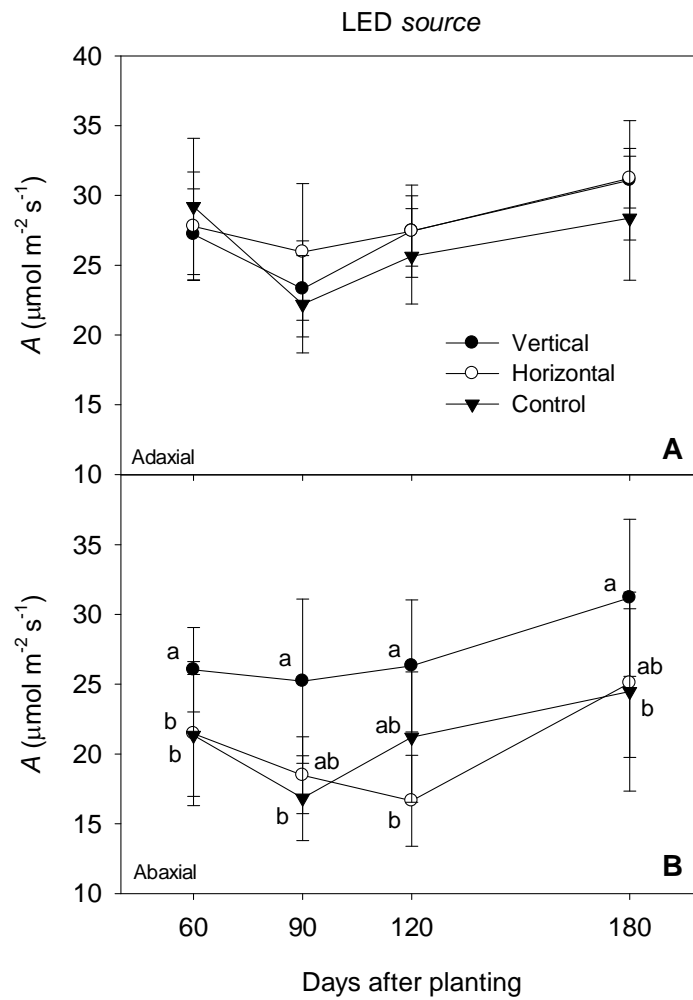 LED source
40
35
30
25
20
15
10
A (μmol m⁻² s⁻¹)
Vertical
Horizontal
Control
Adaxial
A
35
30
25
20
15
10
A (μmol m⁻² s⁻¹)
a
a
a
a
b
b
ab
b
ab
b
ab
b
Abaxial
B
60
90
120
180
Days after planting